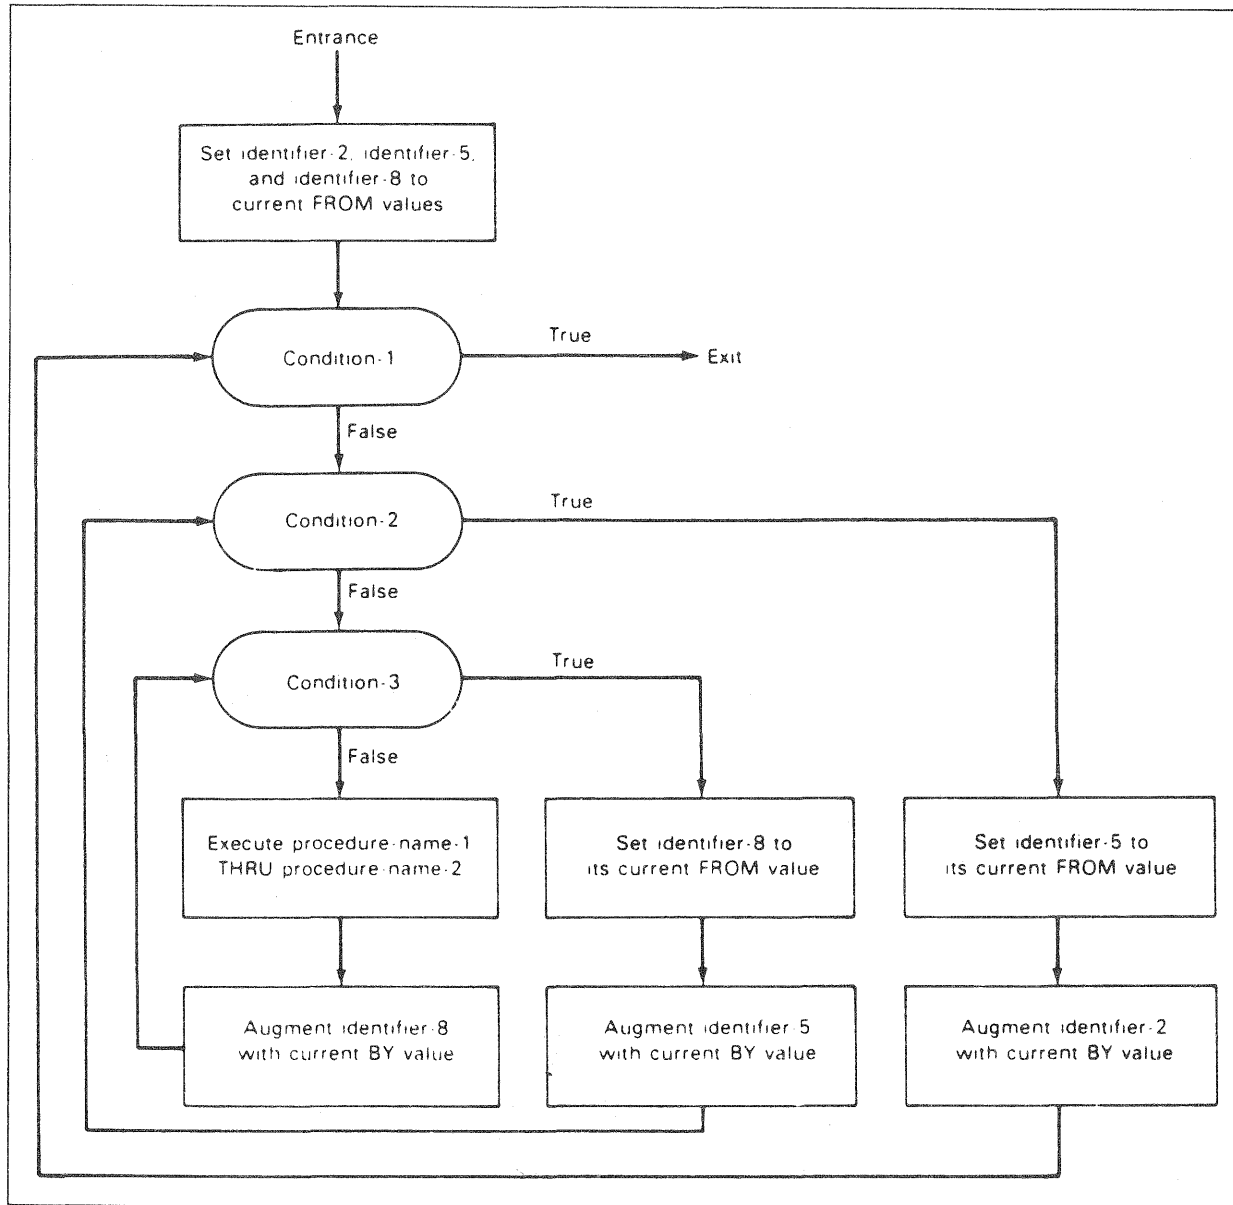 Entrance
Set identifier-2, identifier-5,
and identifier-8 to
current FROM values
Condition-1
True
Exit
False
Condition-2
True
False
Condition-3
True
False
Execute procedure-name-1
THRU procedure-name-2
Set identifier-8 to
its current FROM value
Set identifier-5 to
its current FROM value
Augment identifier-8
with current BY value
Augment identifier-5
with current BY value
Augment identifier-2
with current BY value